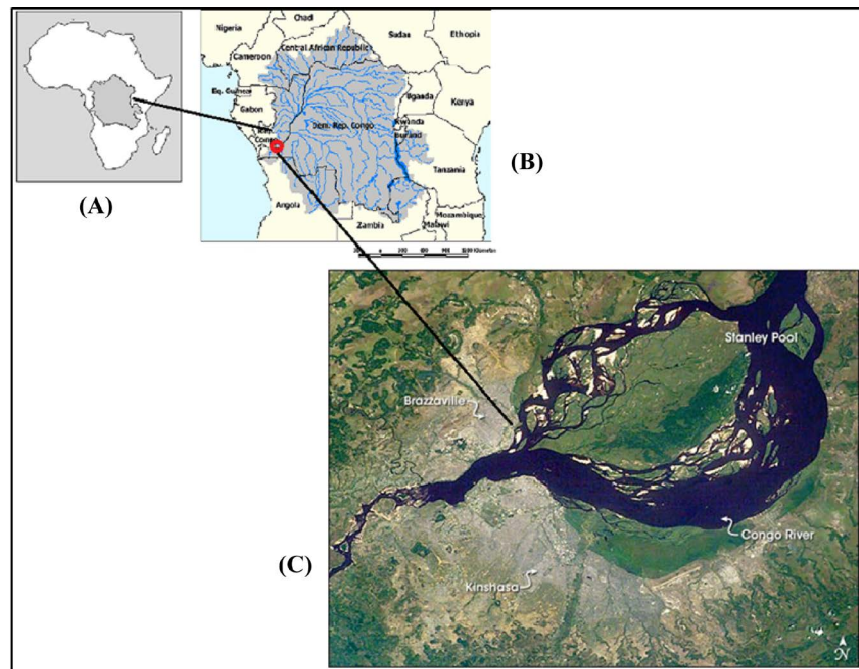 Chad
Nigeria
Sudan
Ethiopia
Central African Republic
Cameroon
Eq. Guinea
Uganda
Kenya
Gabon
Dem. Rep. Congo
Rwanda
Burundi
Congo
Tanzania
(B)
(A)
Angola
Mozambique
Malawi
Zambia
Stanley Pool
Brazzaville
Congo River
(C)
Kinshasa
N